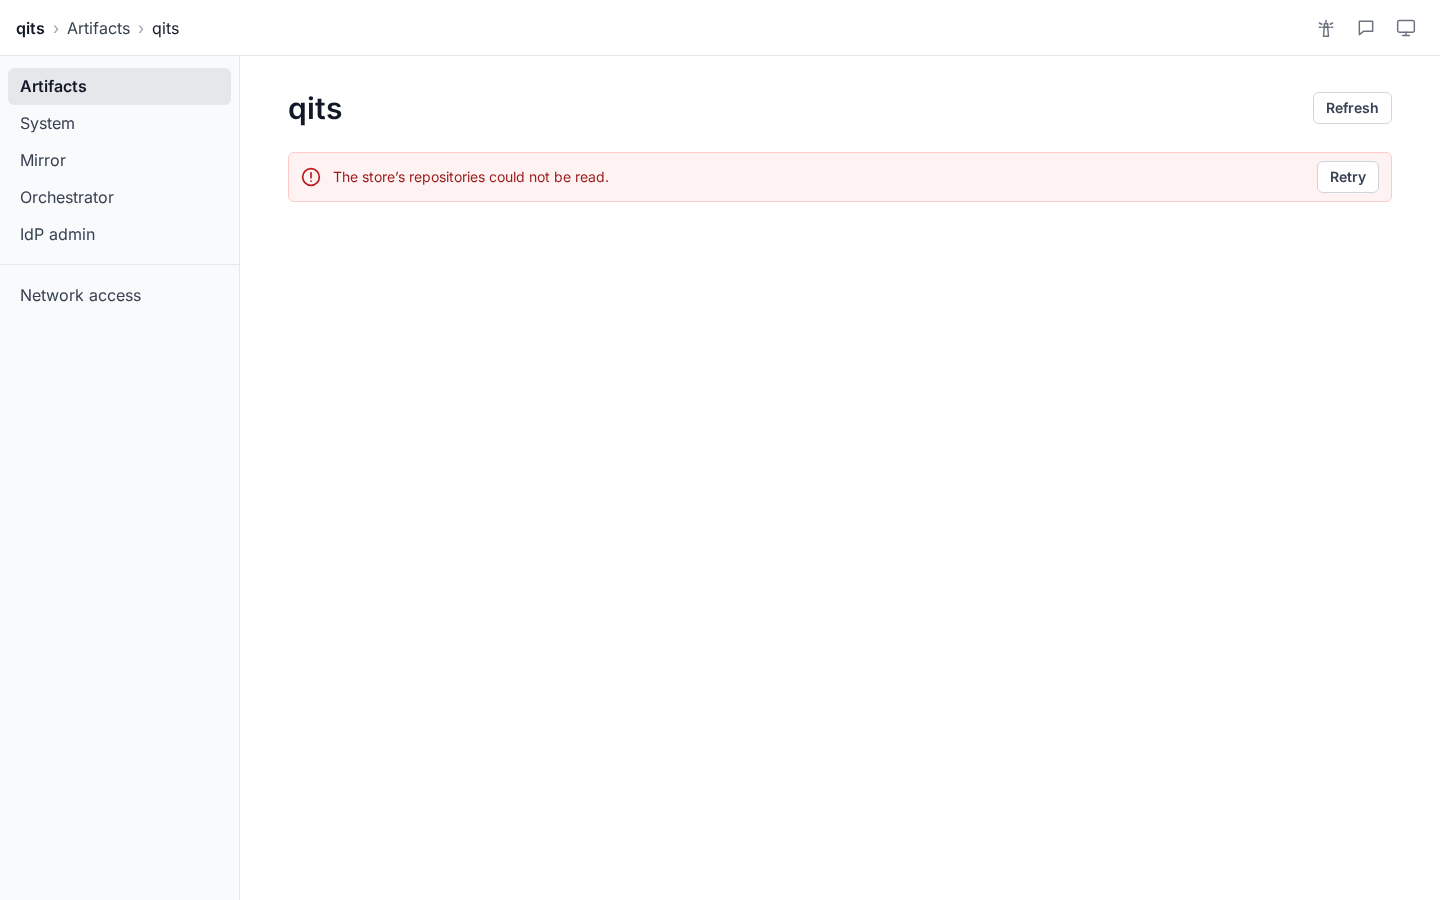 qits › Artifacts › qits
Artifacts
System
Mirror
Orchestrator
IdP admin
Network access
qits
Refresh
The store’s repositories could not be read.
Retry